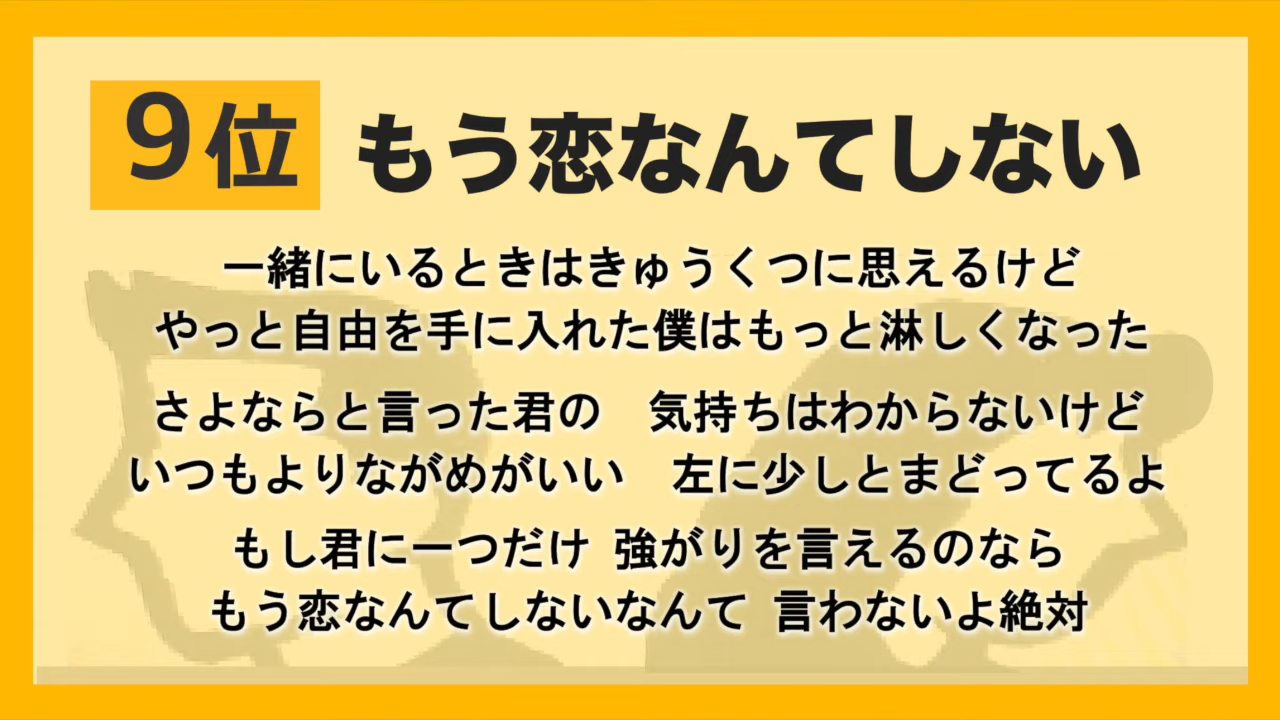 9位 もう恋なんてしない
一緒にいるときはきゅうくつに思えるけど
やっと自由を手に入れた僕はもっと淋しくなった
さよならと言った君の　気持ちはわからないけど
いつもよりながめがいい　左に少しとまどってるよ
もし君に一つだけ 強がりを言えるのなら
もう恋なんてしないなんて 言わないよ絶対